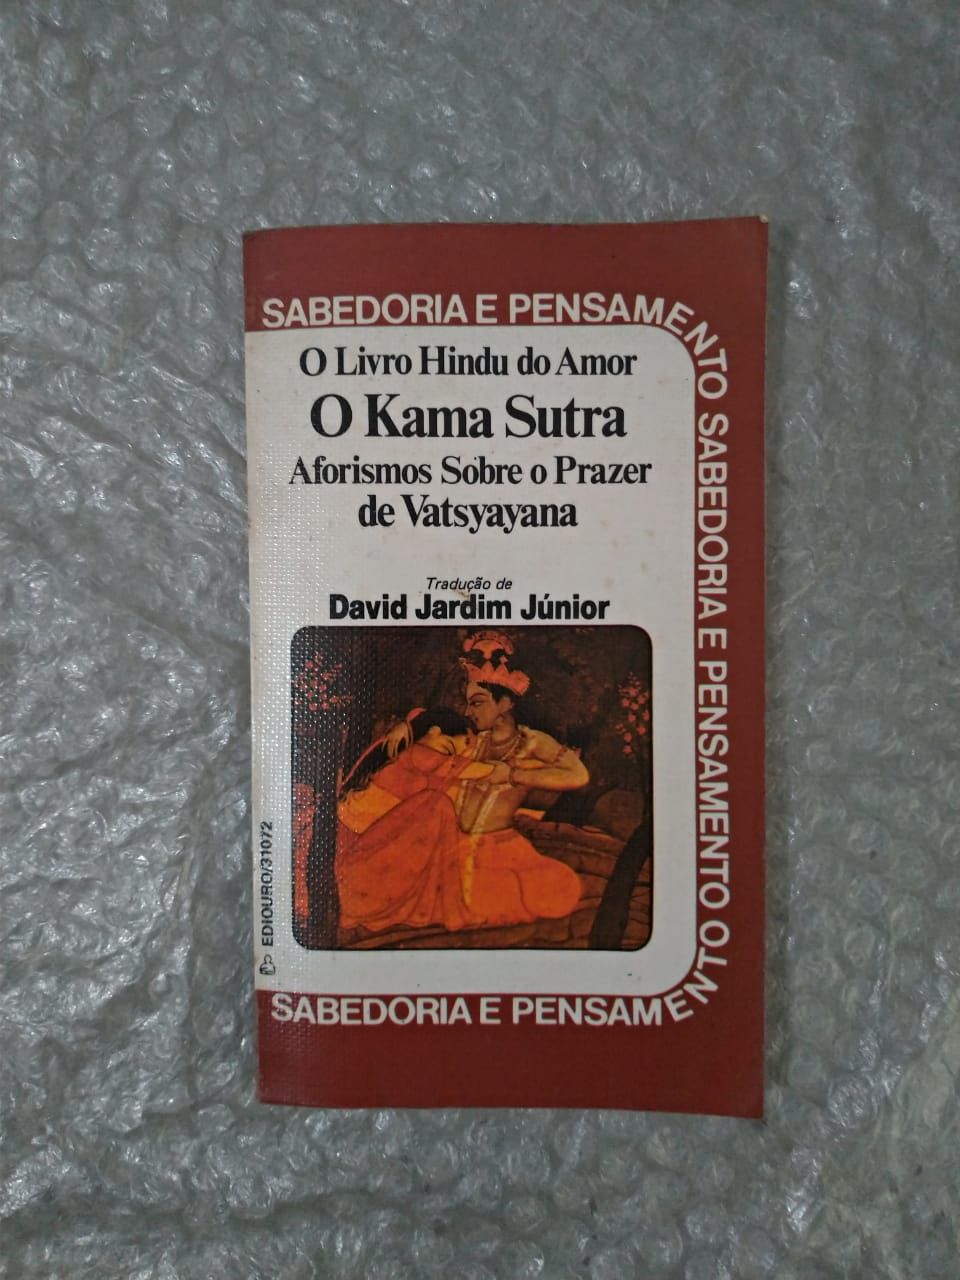 SABEDORIA E PENSAMENTO SABEDORIA E PENSAMENTO
O Livro Hindu do Amor
O Kama Sutra
Aforismos Sobre o Prazer
de Vatsyayana
Tradução de
David Jardim Júnior
EDIOURO/31072
SABEDORIA E PENSAMENTO